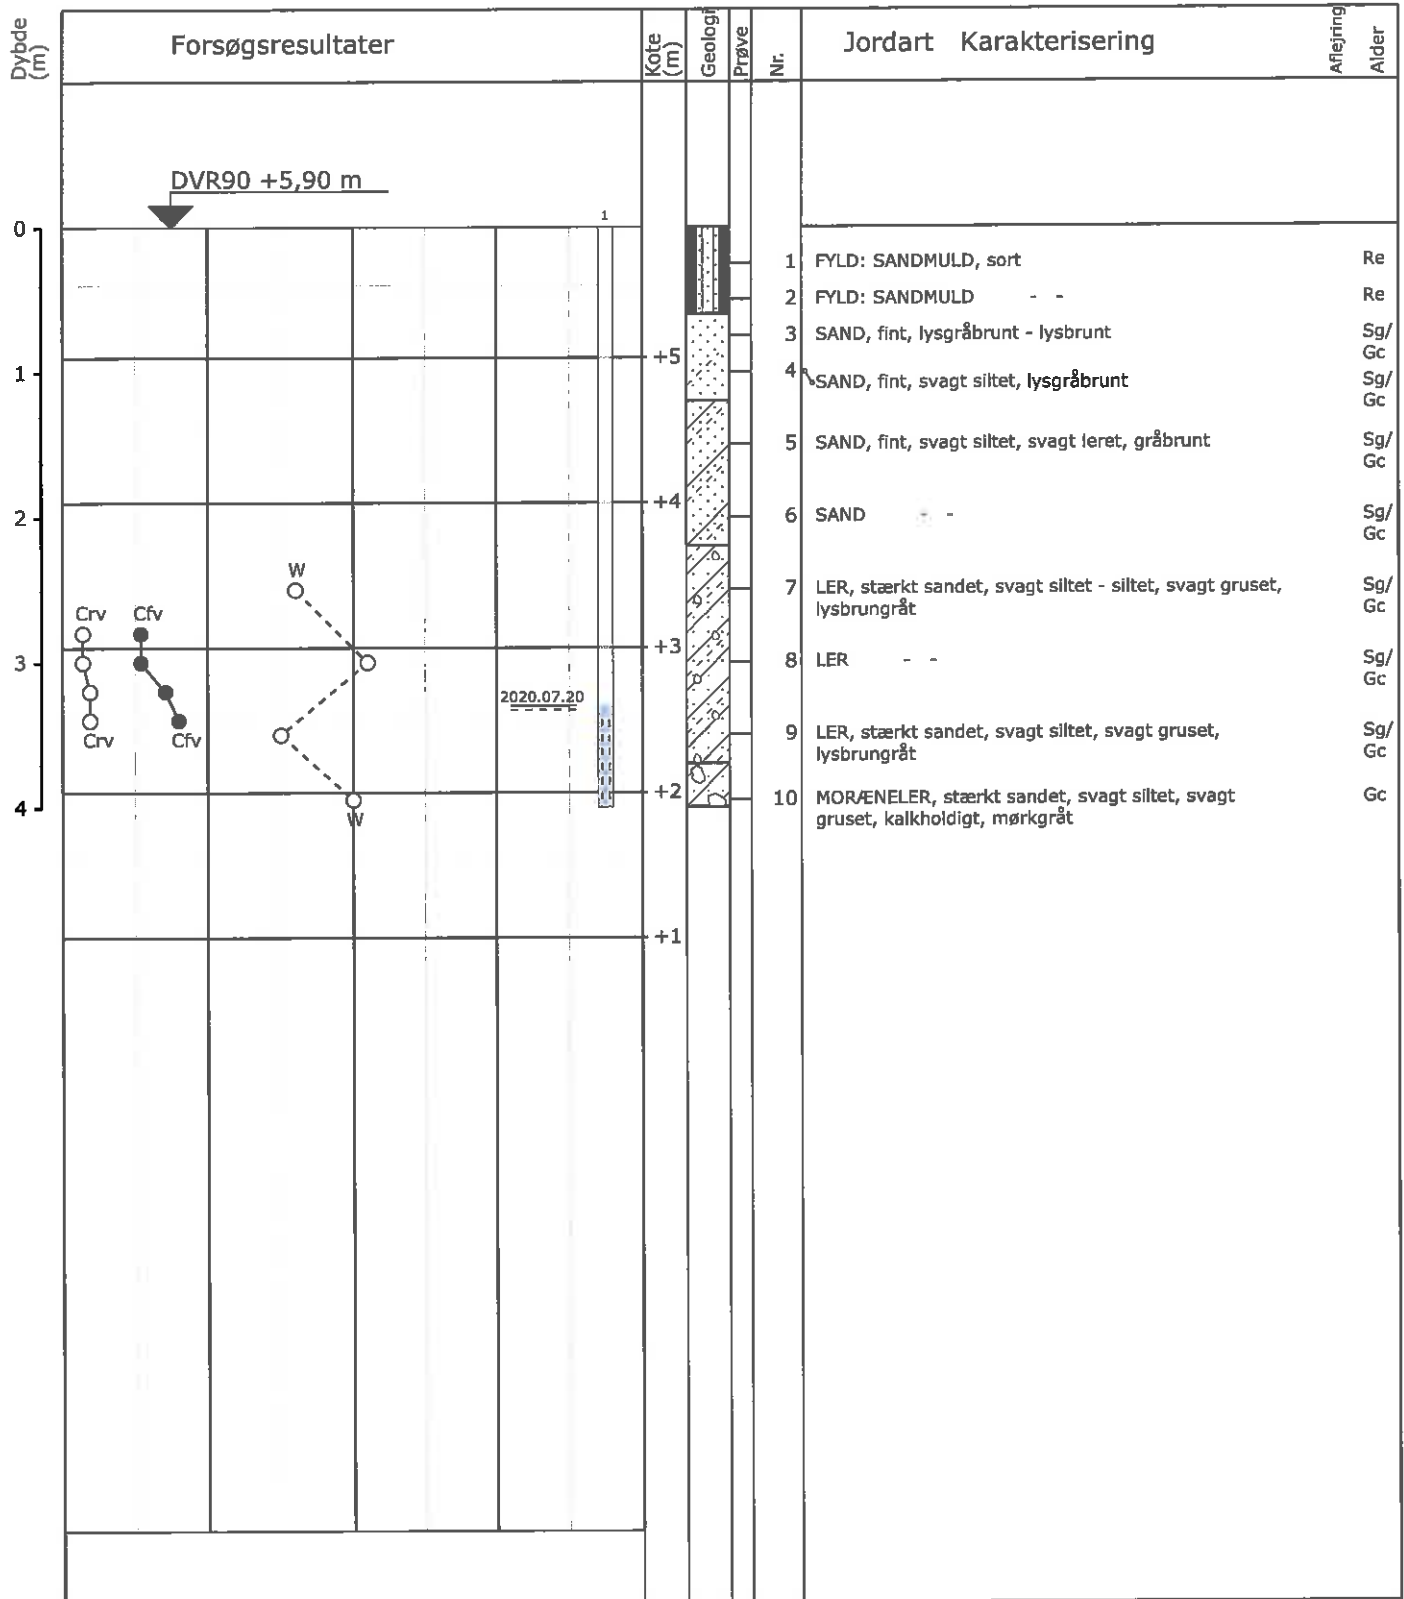 Dybde
(m)
Forsøgsresultater
Kote
(m)
Geologi
Prøve
Nr.
Jordart Karakterisering
Aflejring
Alder
DVR90 +5,90 m
1
0
1 FYLD: SANDMULD, sort Re
2 FYLD: SANDMULD - - Re
3 SAND, fint, lysgråbrunt - lysbrunt Sg/
Gc
+5
1
4 SAND, fint, svagt siltet, lysgråbrunt Sg/
Gc
5 SAND, fint, svagt siltet, svagt leret, gråbrunt Sg/
Gc
+4
2
6 SAND - - Sg/
Gc
W
7 LER, stærkt sandet, svagt siltet - siltet, svagt gruset, Sg/
lysbrungråt Gc
Crv Cfv
+3
3
8 LER - - Sg/
Gc
2020.07.20
Crv Cfv
9 LER, stærkt sandet, svagt siltet, svagt gruset, Sg/
lysbrungråt Gc
+2
4
10 MORÆNELER, stærkt sandet, svagt siltet, svagt Gc
gruset, kalkholdigt, mørkgråt
W
+1